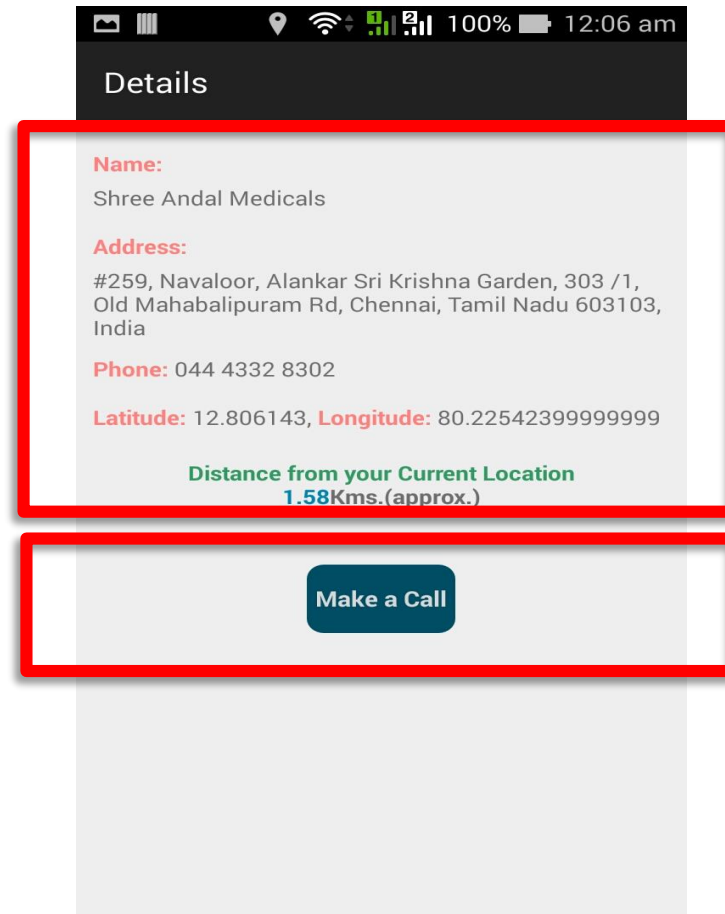 1 2 100% 12:06 am
Details
Name:
Shree Andal Medicals
Address:
#259, Navaloor, Alankar Sri Krishna Garden, 303 /1,
Old Mahabalipuram Rd, Chennai, Tamil Nadu 603103,
India
Phone: 044 4332 8302
Latitude: 12.806143, Longitude: 80.22542399999999
Distance from your Current Location
1.58Kms.(approx.)
Make a Call